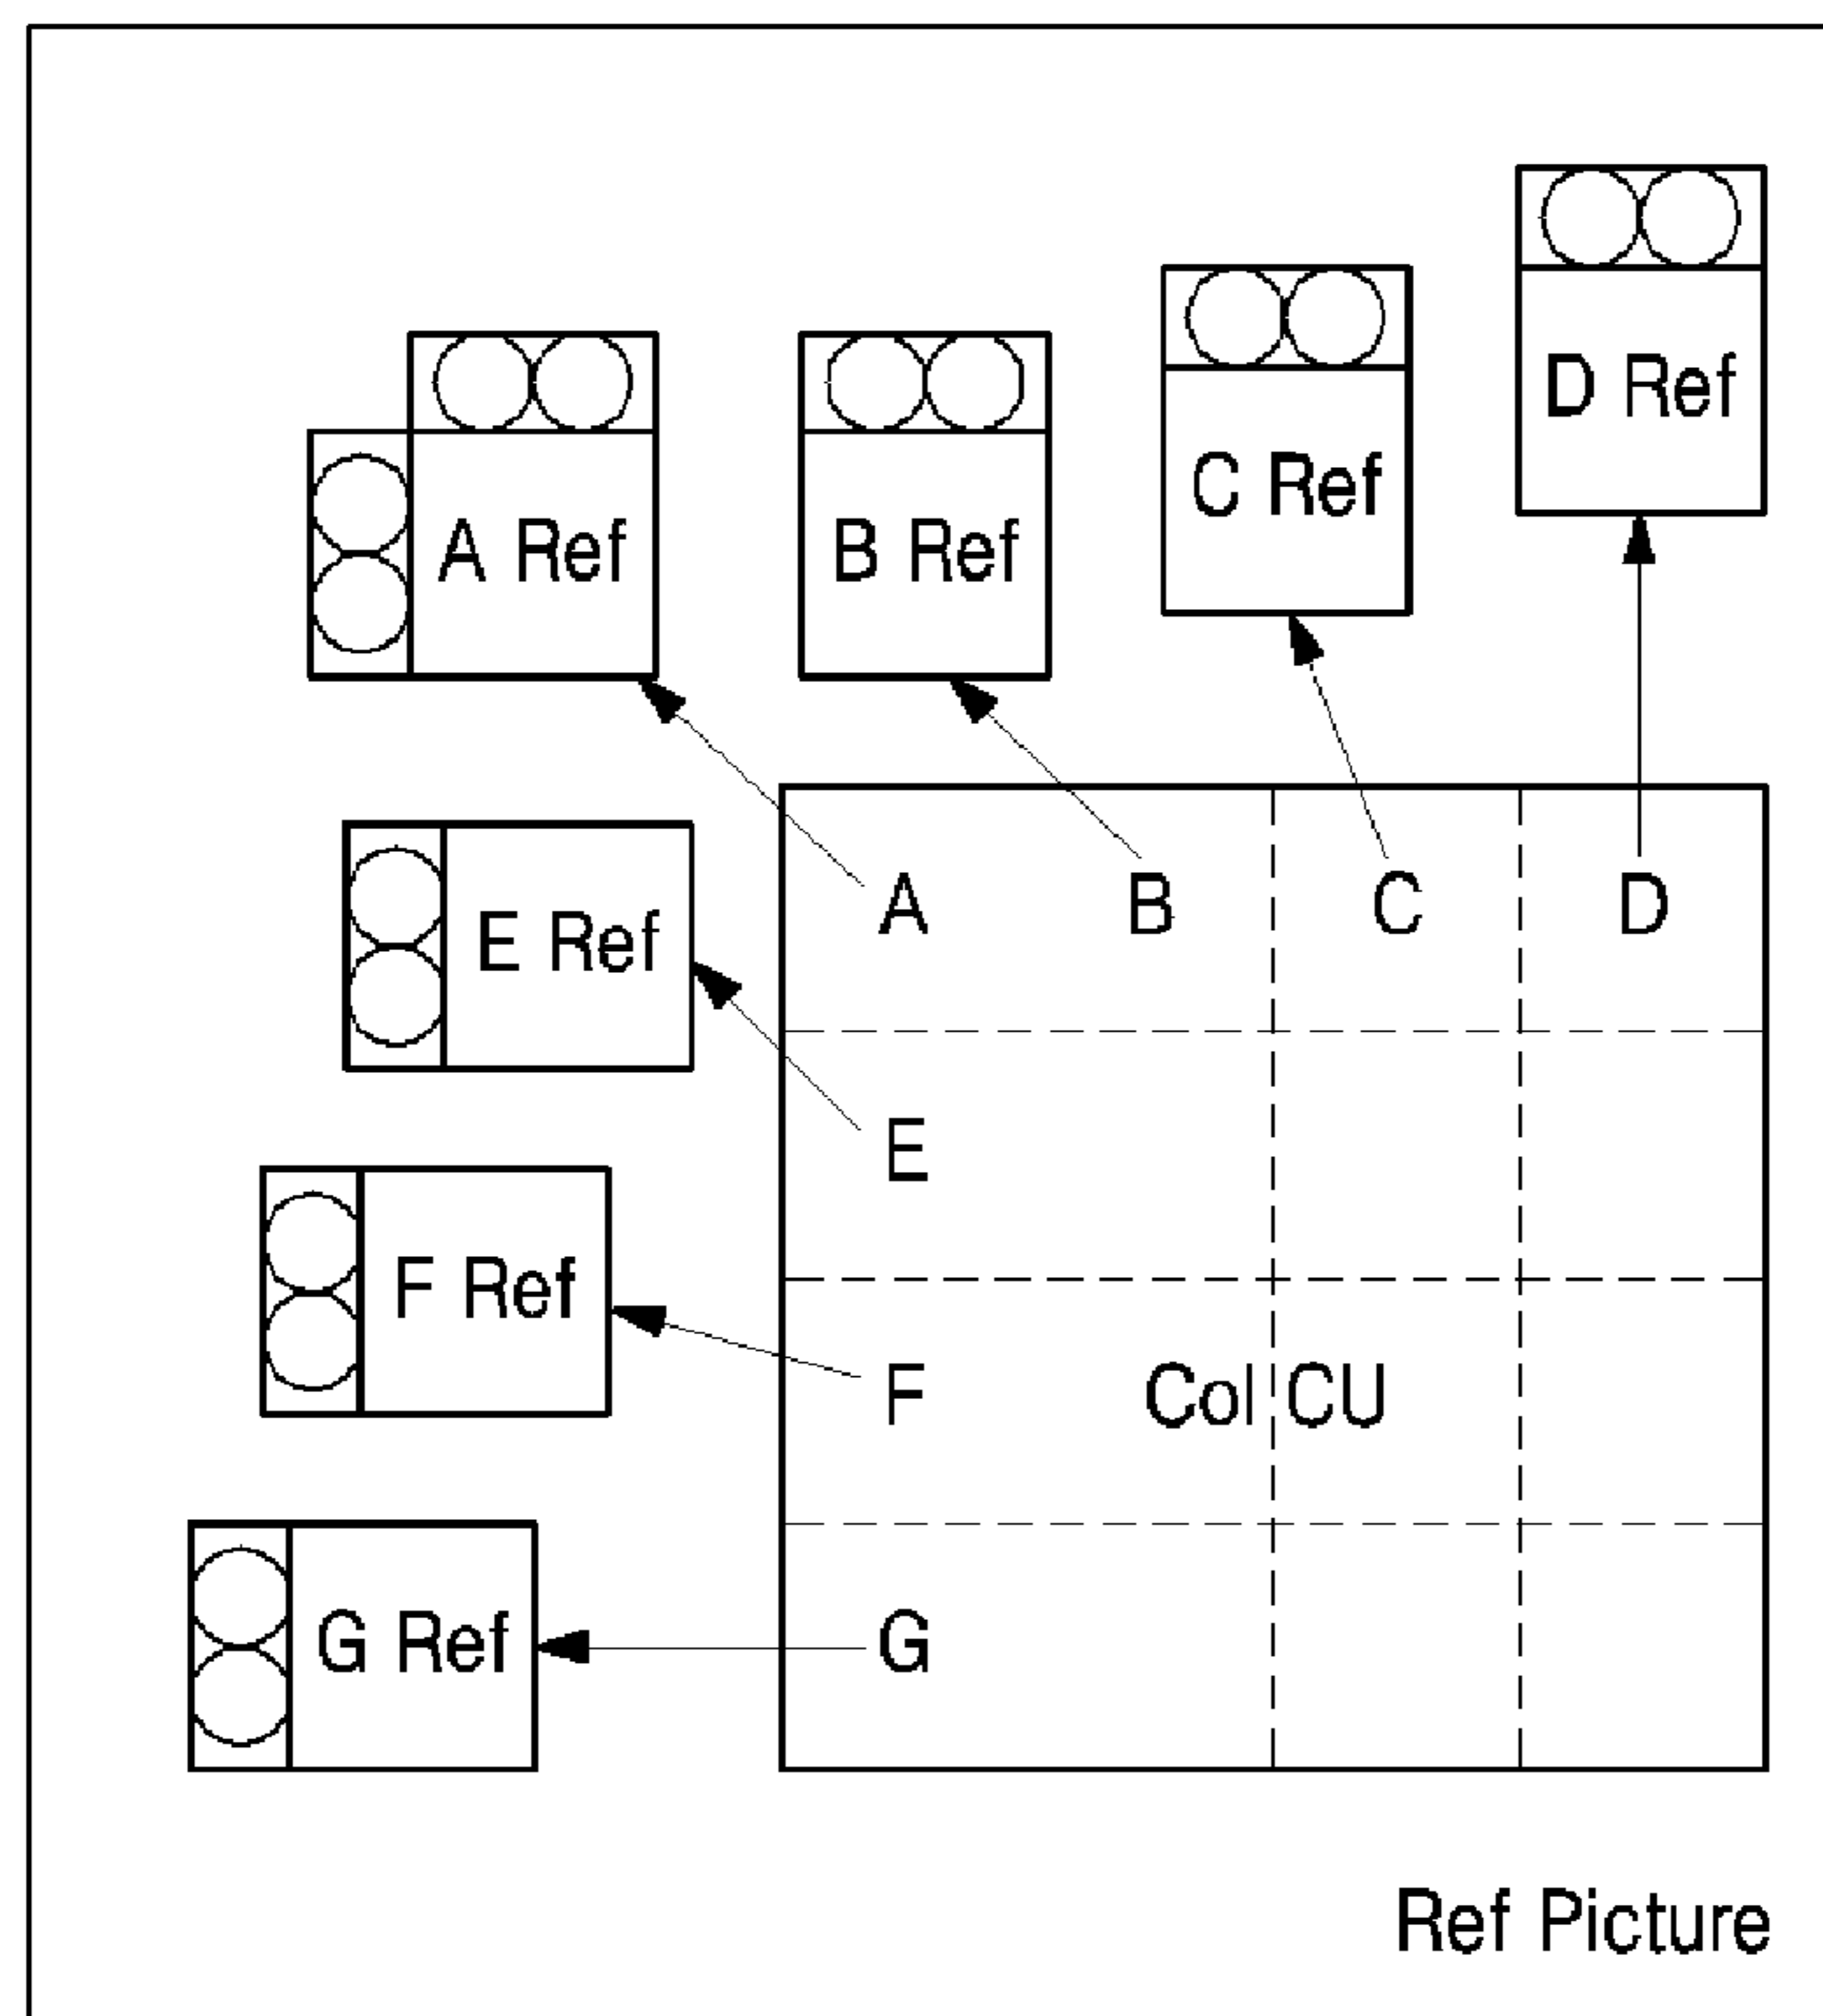 D Ref
C Ref
A Ref
B Ref
A B C D
E Ref
E
F Ref
F Col CU
G Ref G
Ref Picture